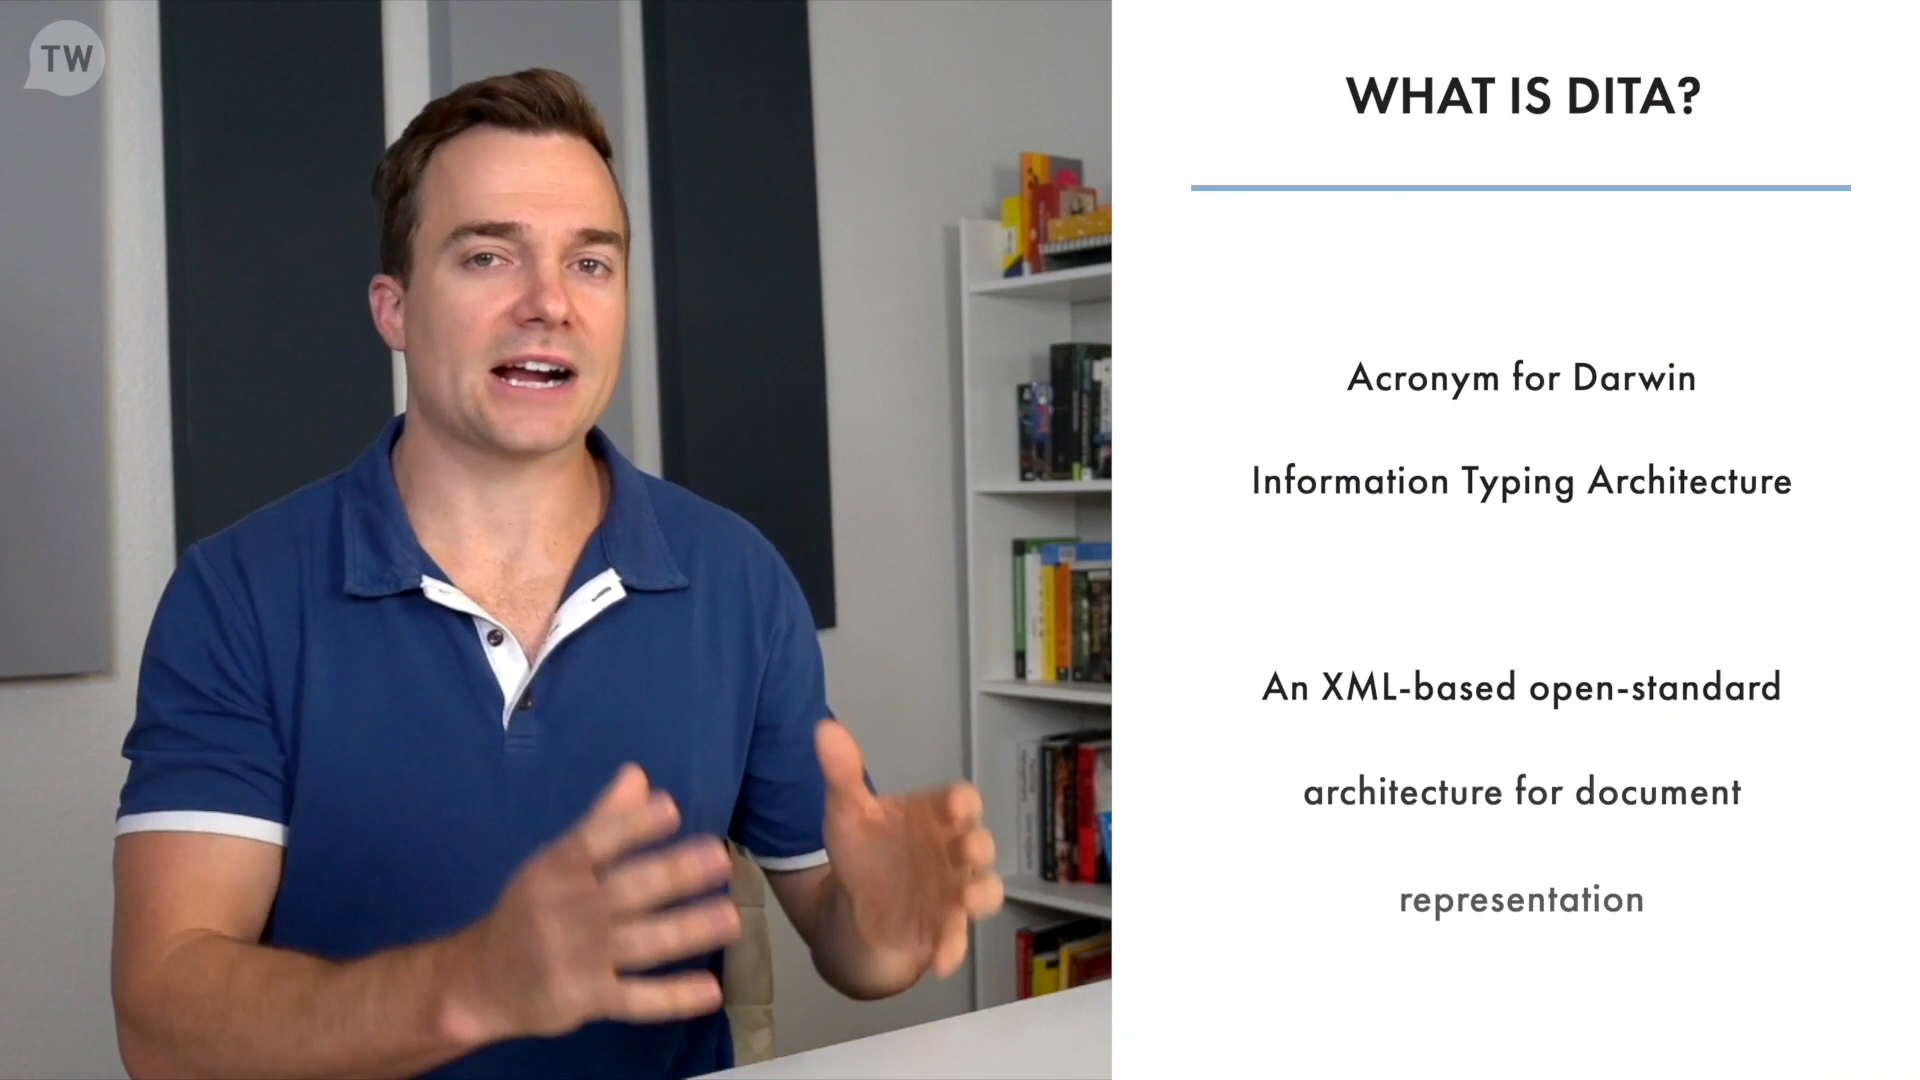 TW
WHAT IS DITA?
Acronym for Darwin
Information Typing Architecture
An XML-based open-standard
architecture for document
representation